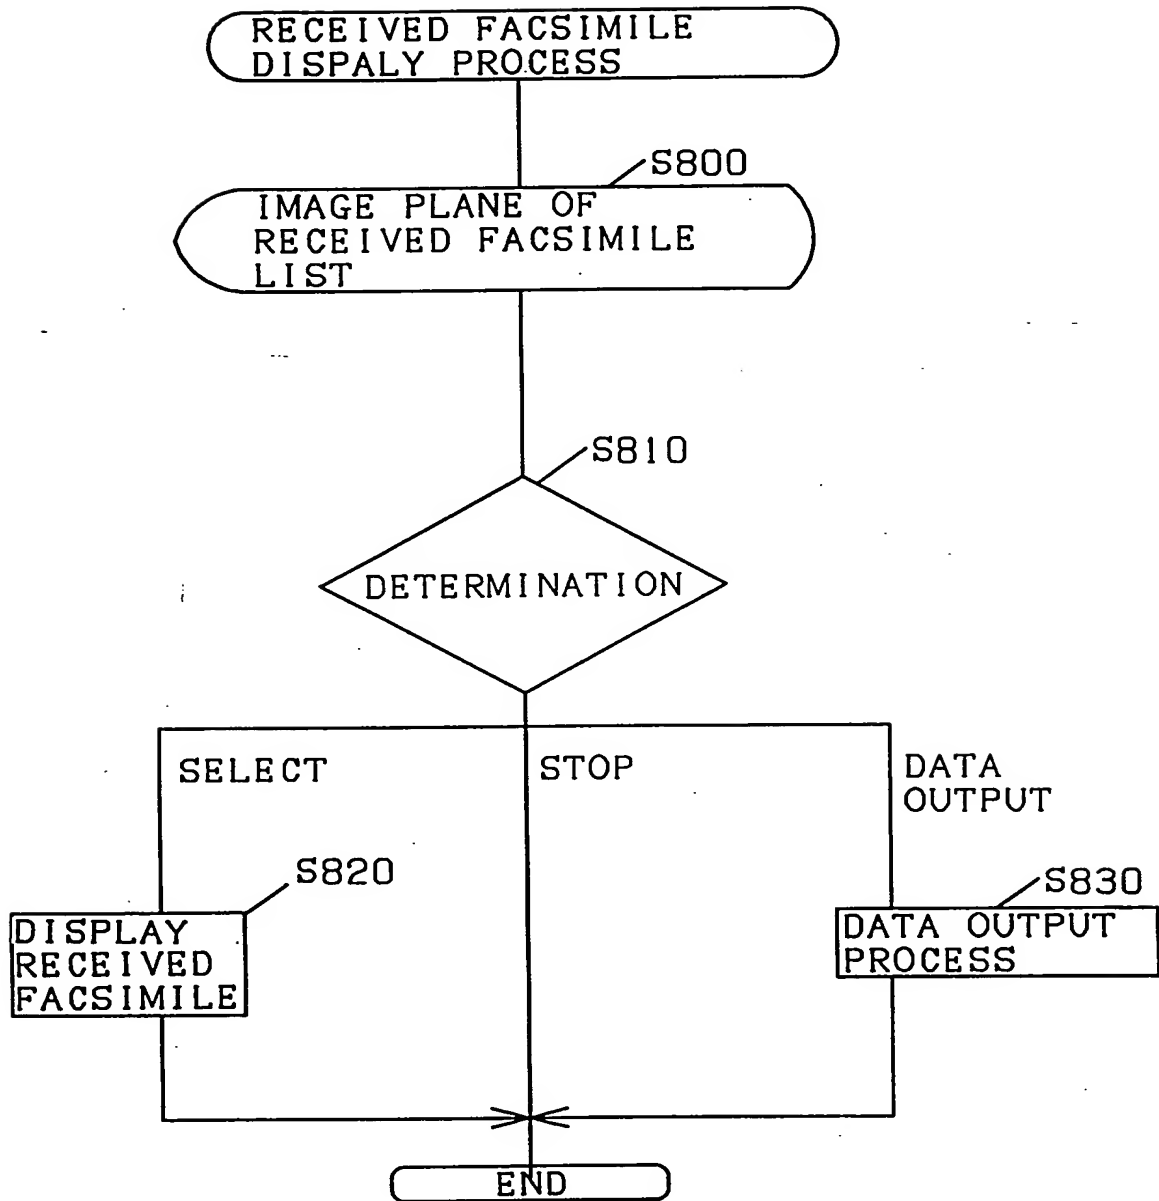 RECEIVED FACSIMILE
DISPALY PROCESS
S800
IMAGE PLANE OF
RECEIVED FACSIMILE
LIST
S810
DETERMINATION
SELECT
STOP
DATA
OUTPUT
S820
S830
DISPLAY
RECEIVED
FACSIMILE
DATA OUTPUT
PROCESS
END